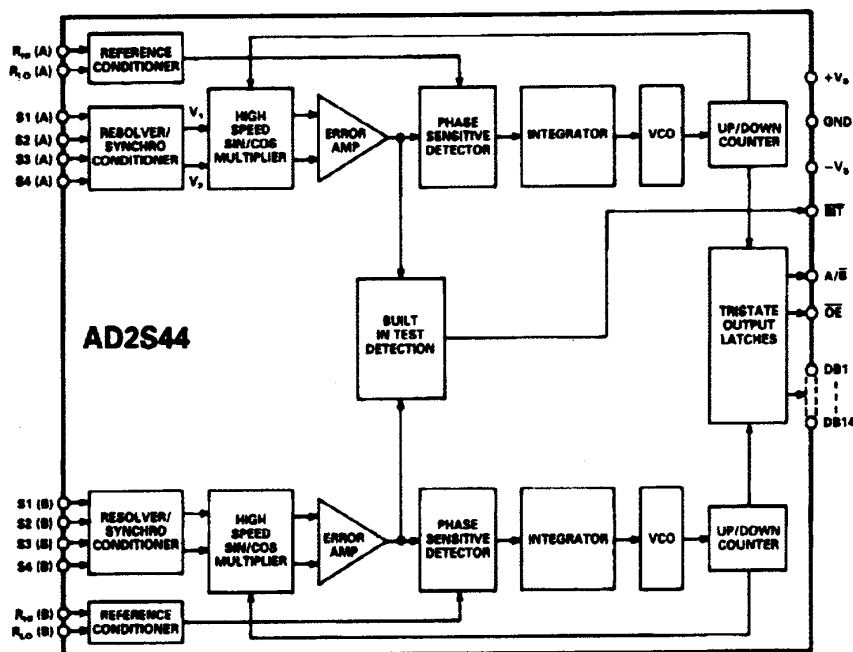 R_HI (A)
R_LO (A)
REFERENCE
CONDITIONER
S1 (A)
S2 (A)
S3 (A)
S4 (A)
RESOLVER/
SYNCHRO
CONDITIONER
V₁
V₂
HIGH
SPEED
SIN/COS
MULTIPLIER
ERROR
AMP
PHASE
SENSITIVE
DETECTOR
INTEGRATOR
VCO
UP/DOWN
COUNTER
+V_S
GND
-V_S
BIT
A/B
OE
DB1
DB14
TRISTATE
OUTPUT
LATCHES
BUILT
IN TEST
DETECTION
AD2S44
S1 (B)
S2 (B)
S3 (B)
S4 (B)
RESOLVER/
SYNCHRO
CONDITIONER
HIGH
SPEED
SIN/COS
MULTIPLIER
ERROR
AMP
PHASE
SENSITIVE
DETECTOR
INTEGRATOR
VCO
UP/DOWN
COUNTER
R_HI (B)
R_LO (B)
REFERENCE
CONDITIONER